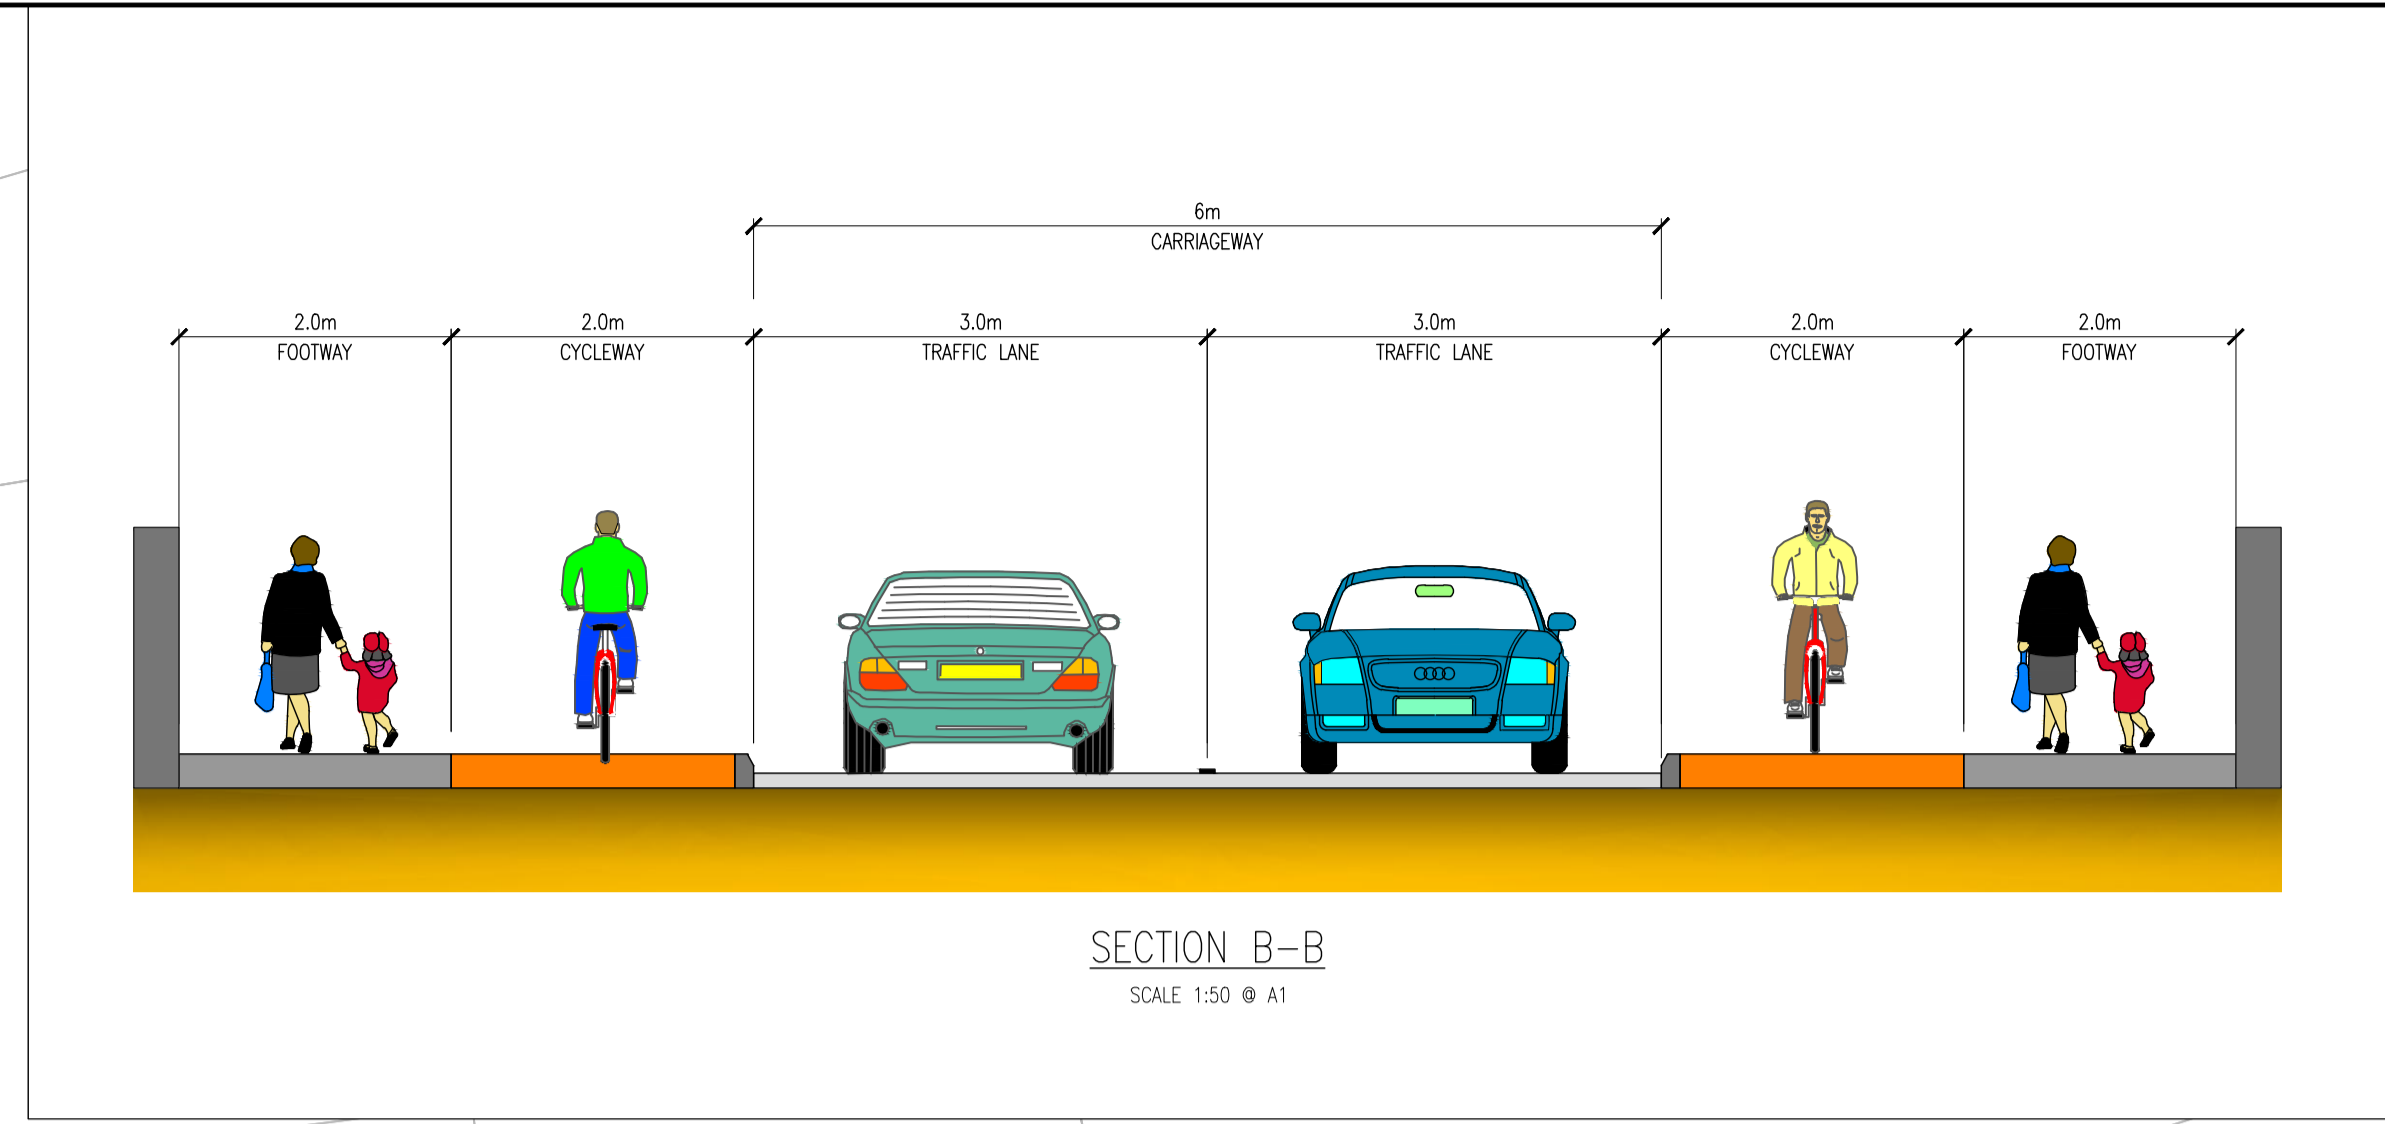 6m
CARRIAGEWAY
2.0m 2.0m 3.0m 3.0m 2.0m 2.0m
FOOTWAY CYCLEWAY TRAFFIC LANE TRAFFIC LANE CYCLEWAY FOOTWAY
SECTION B-B
SCALE 1:50 @ A1